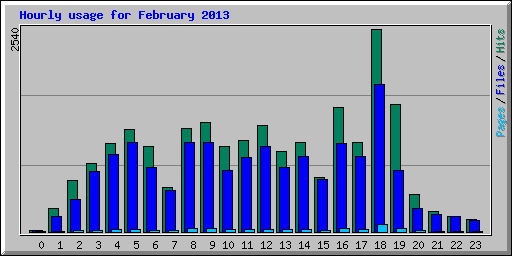 Hourly usage for February 2013
2540
Pages / Files / Hits
0 1 2 3 4 5 6 7 8 9 10 11 12 13 14 15 16 17 18 19 20 21 22 23